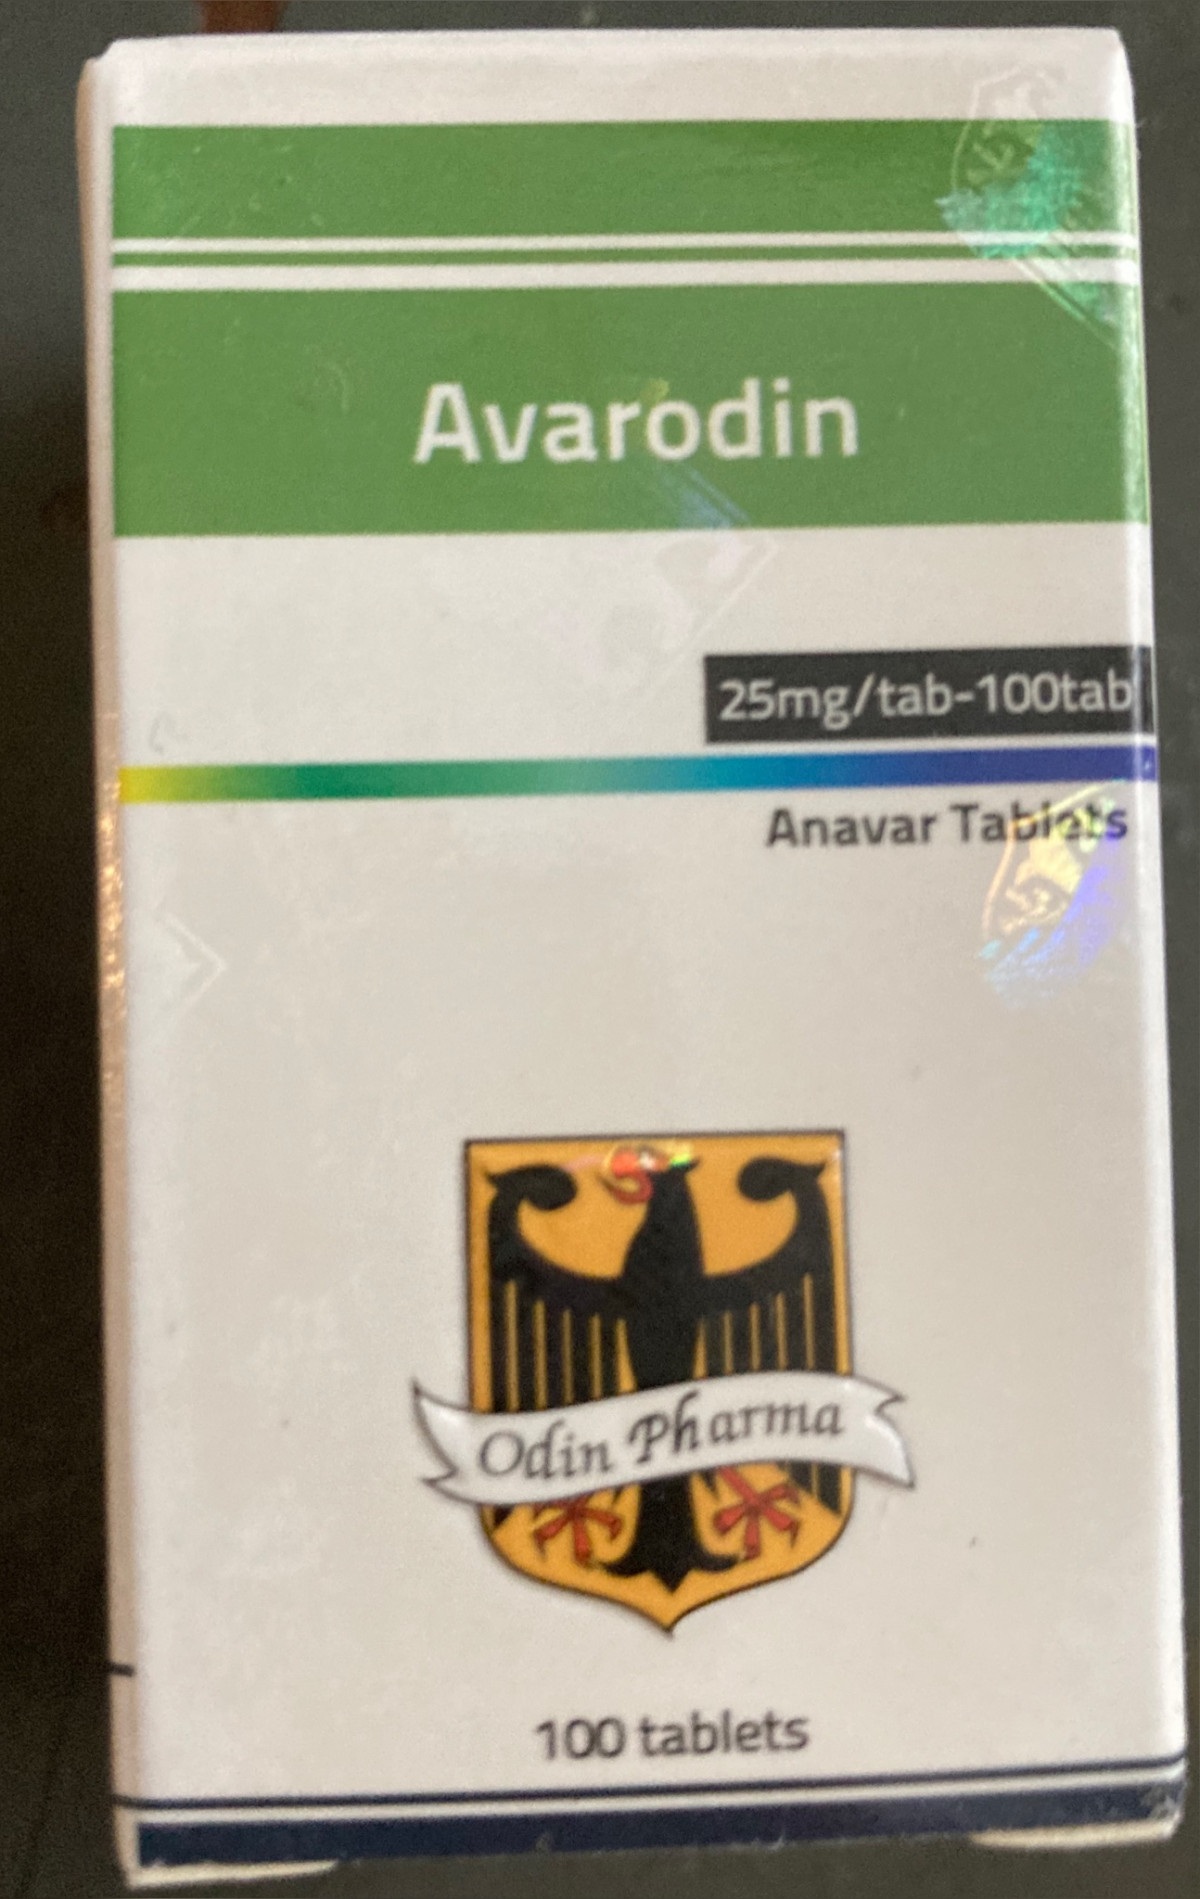 Avarodin
25mg/tab-100tab
Anavar Tablets
Odin Pharma
100 tablets